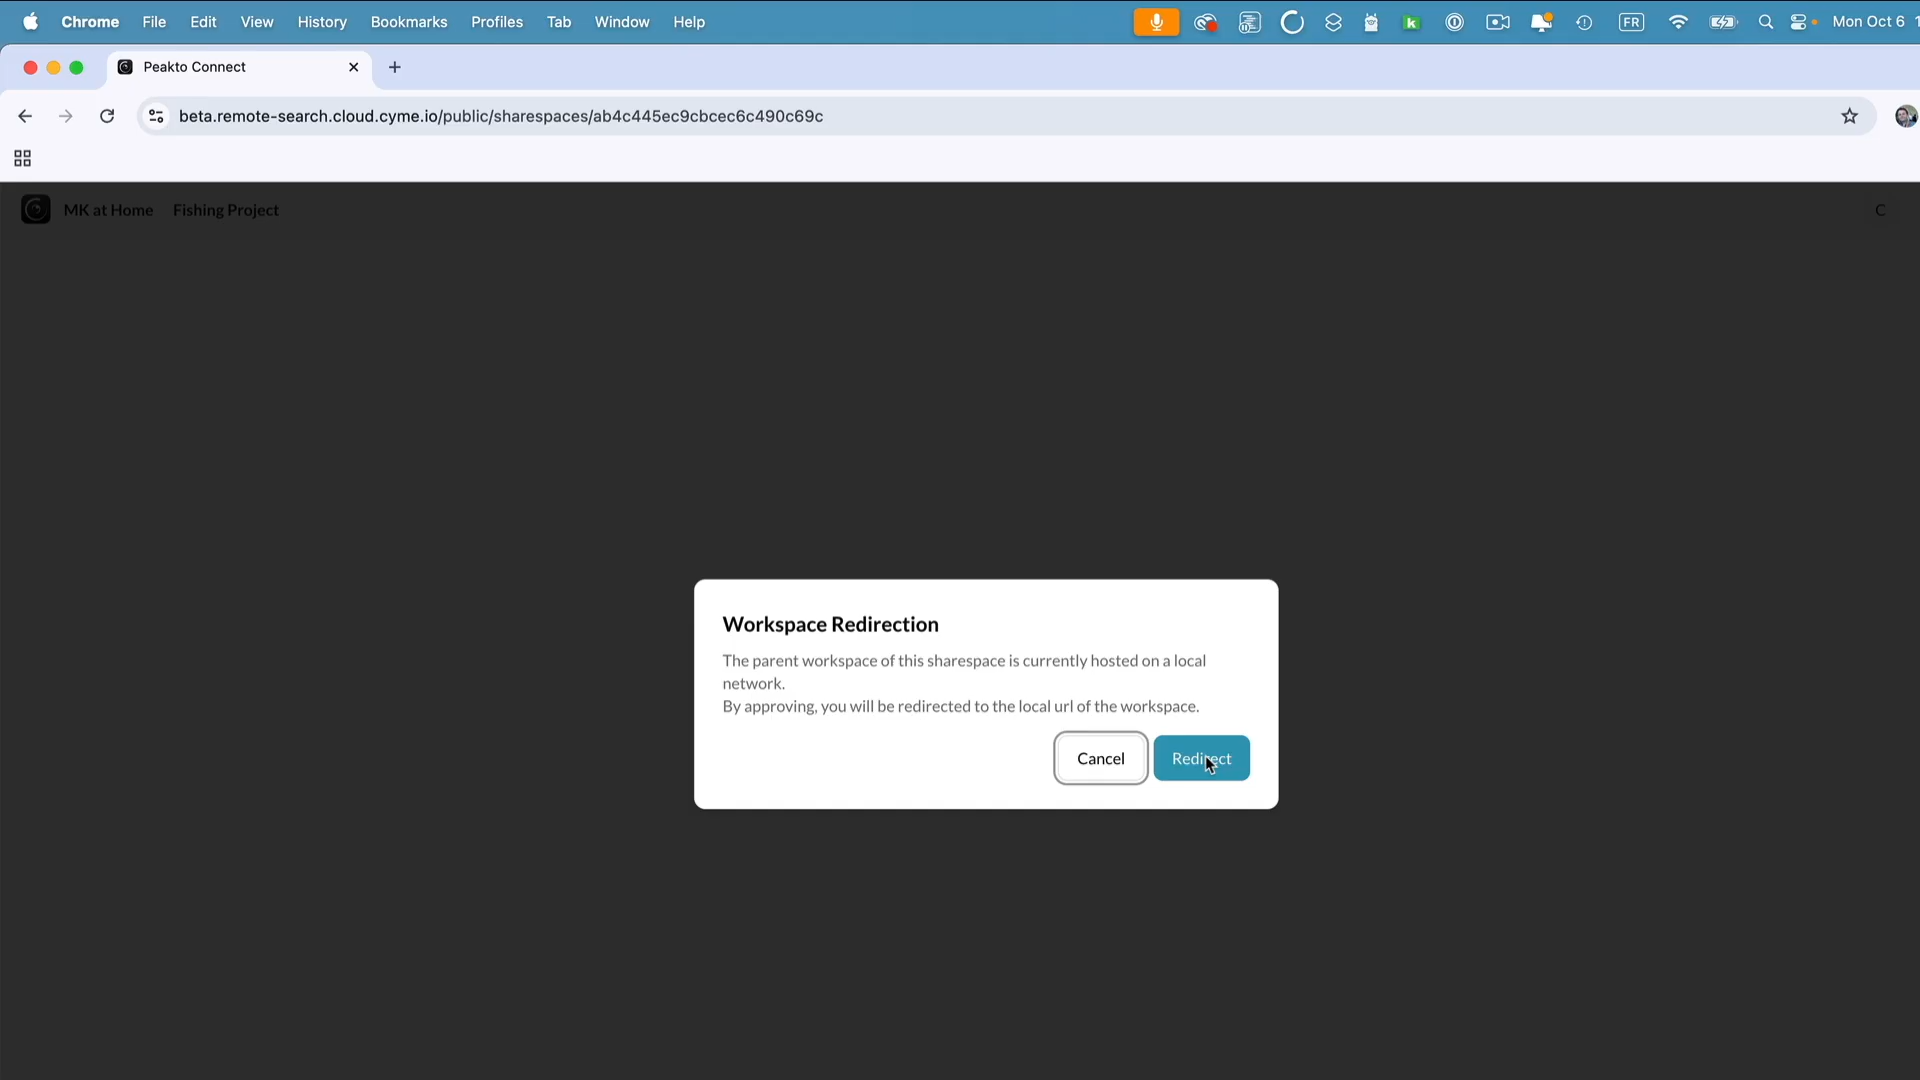 Chrome File Edit View History Bookmarks Profiles Tab Window Help k FR Mon Oct 6
Peakto Connect
beta.remote-search.cloud.cyme.io/public/sharespaces/ab4c445ec9cbcec6c490c69c
MK at Home Fishing Project C
Workspace Redirection
The parent workspace of this sharespace is currently hosted on a local
network.
By approving, you will be redirected to the local url of the workspace.
Cancel Redirect